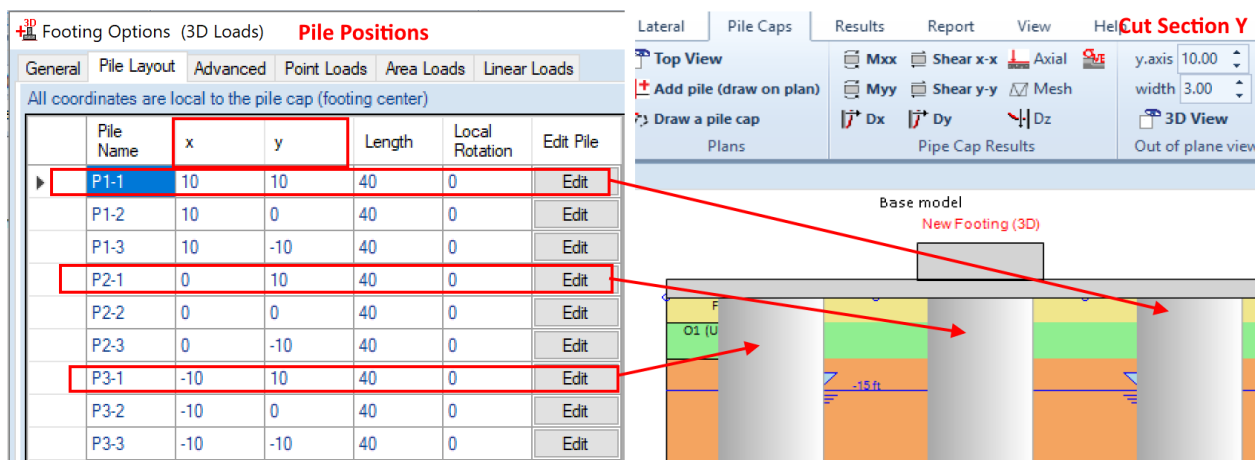 Footing Options (3D Loads)
Pile Positions
General Pile Layout Advanced Point Loads Area Loads Linear Loads
All coordinates are local to the pile cap (footing center)
Pile Name x y Length Local Rotation Edit Pile
P1-1 10 10 40 0 Edit
P1-2 10 0 40 0 Edit
P1-3 10 -10 40 0 Edit
P2-1 0 10 40 0 Edit
P2-2 0 0 40 0 Edit
P2-3 0 -10 40 0 Edit
P3-1 -10 10 40 0 Edit
P3-2 -10 0 40 0 Edit
P3-3 -10 -10 40 0 Edit
Lateral Pile Caps Results Report View Help
Cut Section Y
Top View Mxx Shear x-x Axial y.axis 10.00
Add pile (draw on plan) Myy Shear y-y Mesh width 3.00
Draw a pile cap Dx Dy Dz 3D View
Plans Pipe Cap Results Out of plane view
Base model
New Footing (3D)
F
O1 (U
-15 ft